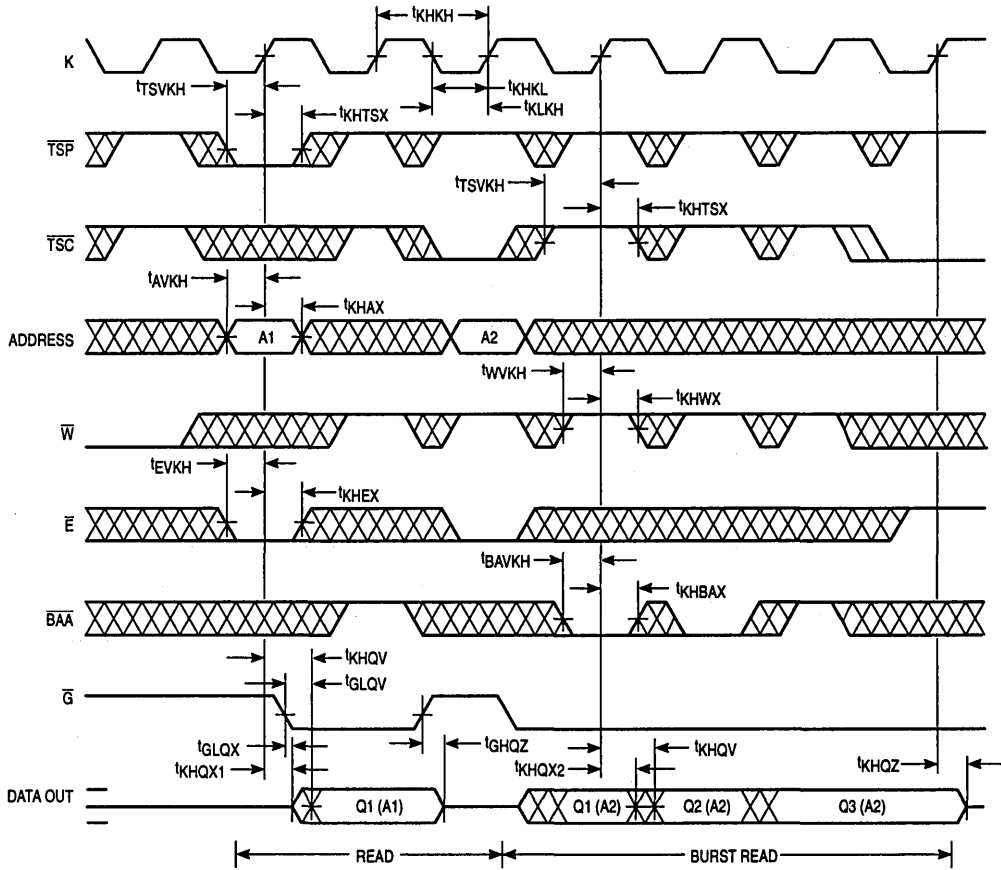 tKHKH
K
tTSVKH
tKHKL
tKHTSX
tKLKH
TSP
tTSVKH
tKHTSX
TSC
tAVKH
tKHAX
ADDRESS
A1
A2
tWVKH
tKHWX
W
tEVKH
tKHEX
E
tBAVKH
tKHBAX
BAA
tKHQV
tGLQV
G
tGLQX
tGHQZ
tKHQV
tKHQX1
tKHQX2
tKHQZ
DATA OUT
Q1 (A1)
Q1 (A2)
Q2 (A2)
Q3 (A2)
READ
BURST READ